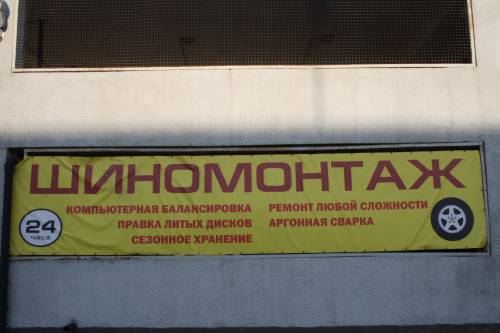 ШИНОМОНТАЖ
24
часа
КОМПЬЮТЕРНАЯ БАЛАНСИРОВКА
ПРАВКА ЛИТЫХ ДИСКОВ
СЕЗОННОЕ ХРАНЕНИЕ
РЕМОНТ ЛЮБОЙ СЛОЖНОСТИ
АРГОННАЯ СВАРКА